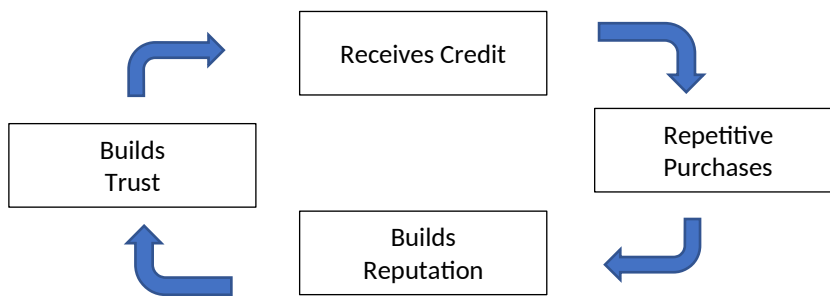 Receives Credit
Repetitive
Purchases
Builds
Trust
Builds
Reputation